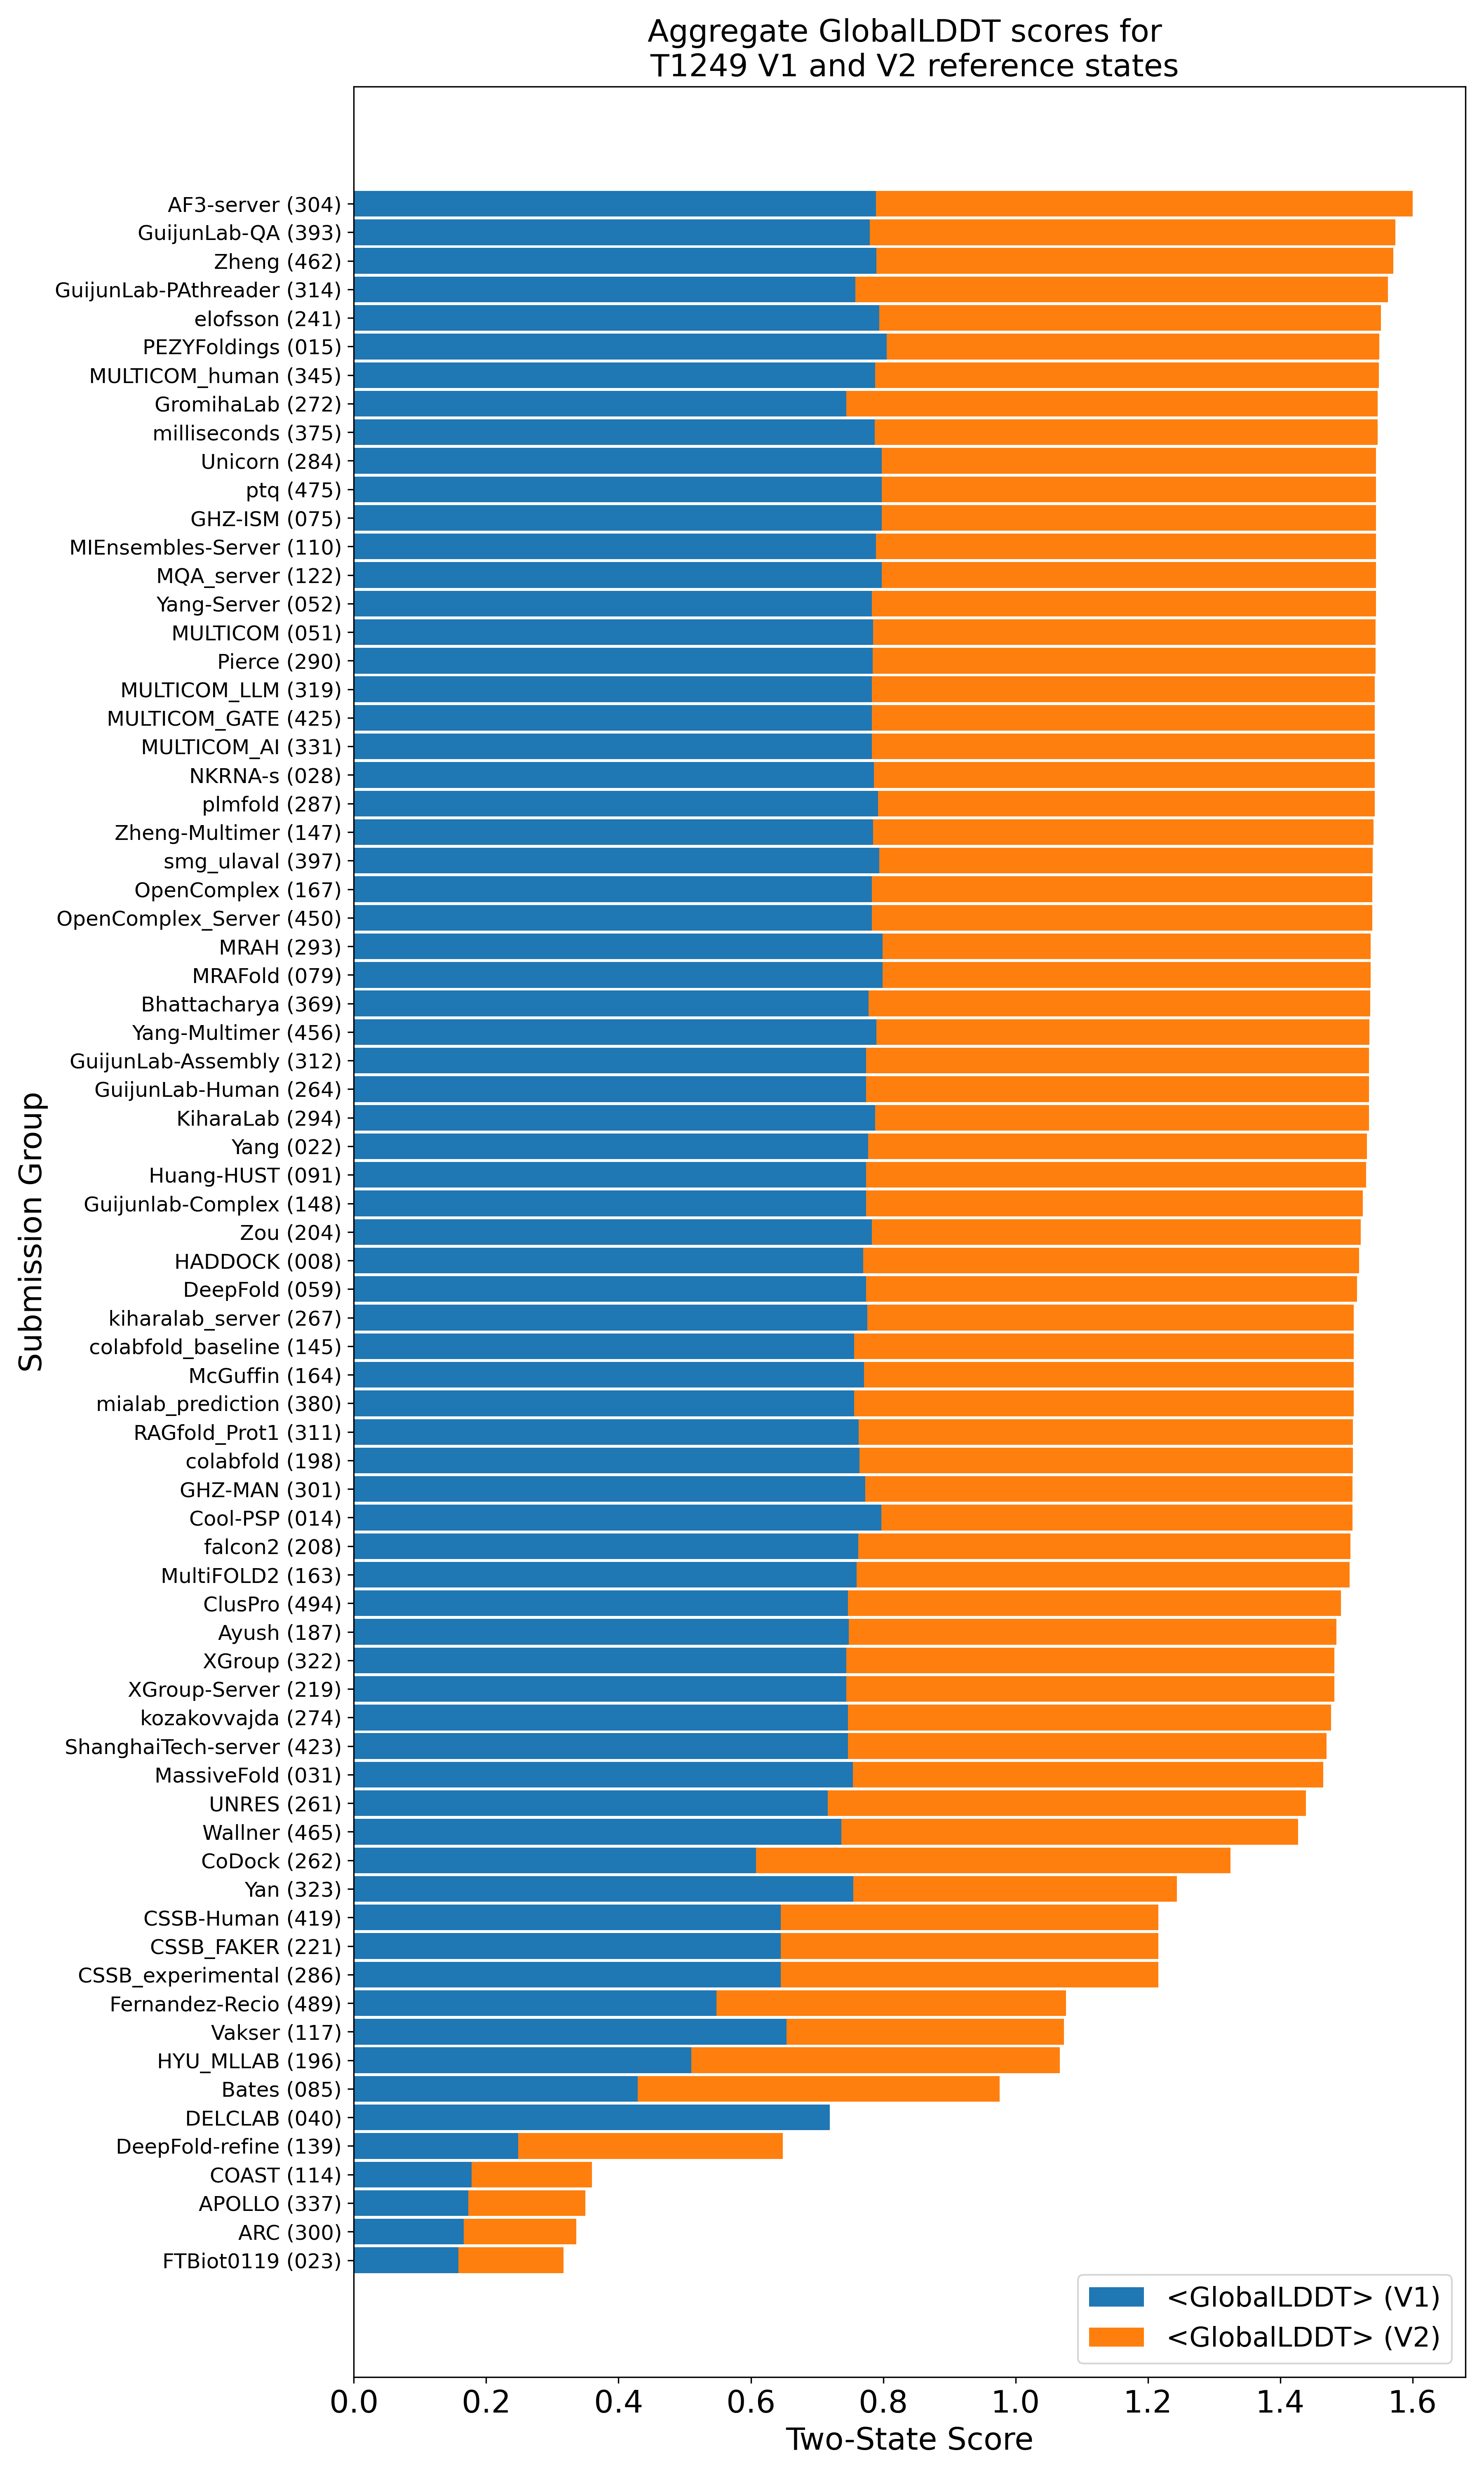 Aggregate GlobalLDDT scores for
T1249 V1 and V2 reference states
Submission Group
AF3-server (304)
GuijunLab-QA (393)
Zheng (462)
GuijunLab-PAthreader (314)
elofsson (241)
PEZYFoldings (015)
MULTICOM_human (345)
GromihaLab (272)
milliseconds (375)
Unicorn (284)
ptq (475)
GHZ-ISM (075)
MIEnsembles-Server (110)
MQA_server (122)
Yang-Server (052)
MULTICOM (051)
Pierce (290)
MULTICOM_LLM (319)
MULTICOM_GATE (425)
MULTICOM_AI (331)
NKRNA-s (028)
plmfold (287)
Zheng-Multimer (147)
smg_ulaval (397)
OpenComplex (167)
OpenComplex_Server (450)
MRAH (293)
MRAFold (079)
Bhattacharya (369)
Yang-Multimer (456)
GuijunLab-Assembly (312)
GuijunLab-Human (264)
KiharaLab (294)
Yang (022)
Huang-HUST (091)
Guijunlab-Complex (148)
Zou (204)
HADDOCK (008)
DeepFold (059)
kiharalab_server (267)
colabfold_baseline (145)
McGuffin (164)
mialab_prediction (380)
RAGfold_Prot1 (311)
colabfold (198)
GHZ-MAN (301)
Cool-PSP (014)
falcon2 (208)
MultiFOLD2 (163)
ClusPro (494)
Ayush (187)
XGroup (322)
XGroup-Server (219)
kozakovvajda (274)
ShanghaiTech-server (423)
MassiveFold (031)
UNRES (261)
Wallner (465)
CoDock (262)
Yan (323)
CSSB-Human (419)
CSSB_FAKER (221)
CSSB_experimental (286)
Fernandez-Recio (489)
Vakser (117)
HYU_MLLAB (196)
Bates (085)
DELCLAB (040)
DeepFold-refine (139)
COAST (114)
APOLLO (337)
ARC (300)
FTBiot0119 (023)
<GlobalLDDT> (V1)
<GlobalLDDT> (V2)
0.0 0.2 0.4 0.6 0.8 1.0 1.2 1.4 1.6
Two-State Score